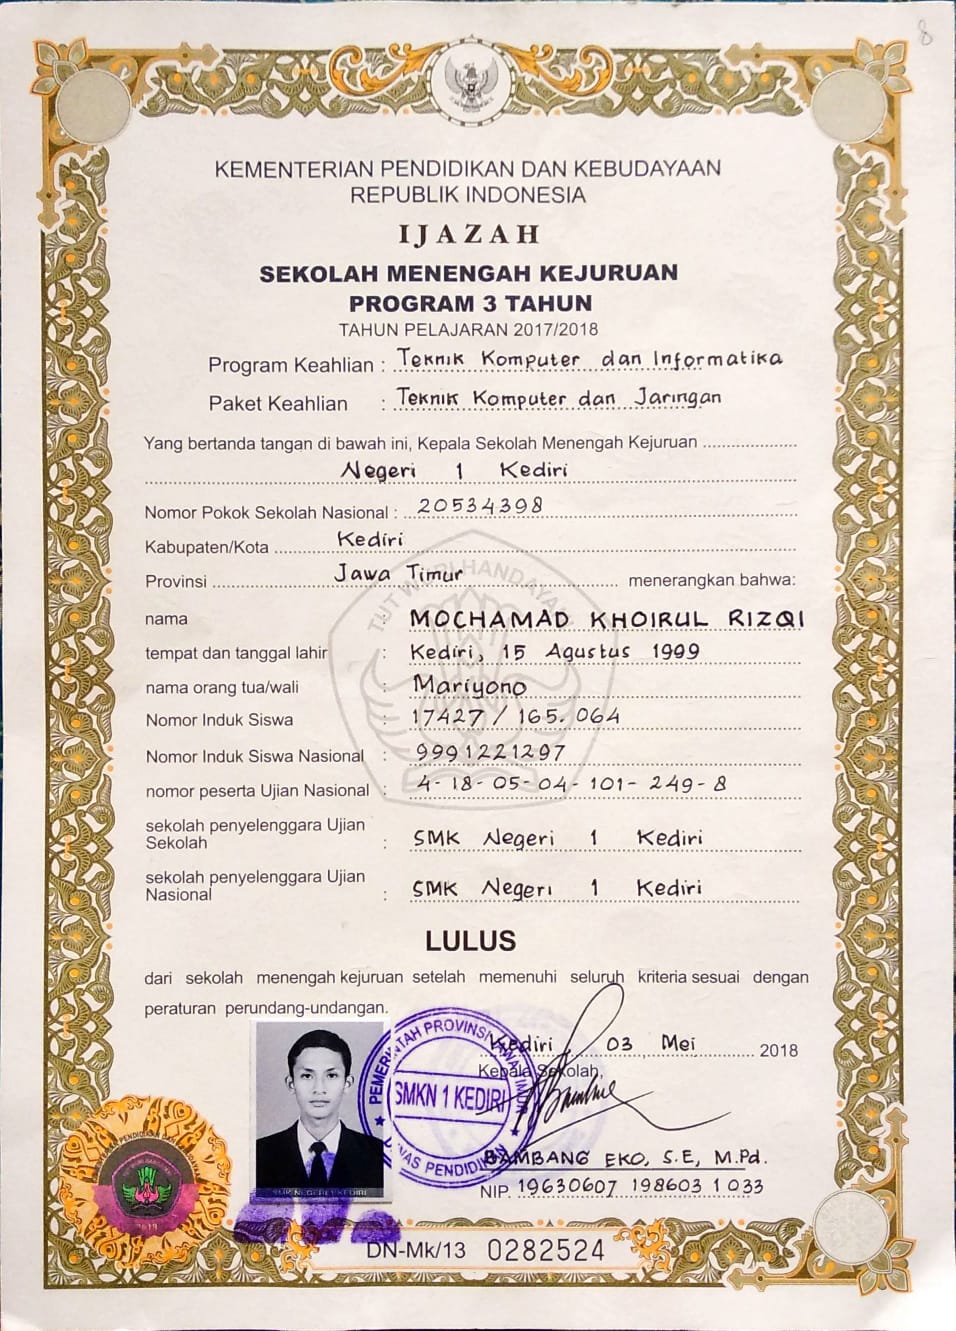 8
KEMENTERIAN PENDIDIKAN DAN KEBUDAYAAN
REPUBLIK INDONESIA
IJAZAH
SEKOLAH MENENGAH KEJURUAN
PROGRAM 3 TAHUN
TAHUN PELAJARAN 2017/2018
Program Keahlian : Teknik Komputer dan Informatika
Paket Keahlian : Teknik Komputer dan Jaringan
Yang bertanda tangan di bawah ini, Kepala Sekolah Menengah Kejuruan
Negeri 1 Kediri
Nomor Pokok Sekolah Nasional : 20534398
Kabupaten/Kota Kediri
Provinsi Jawa Timur menerangkan bahwa:
TUT WURI HANDAYANI
nama MOCHAMAD KHOIRUL RIZQI
tempat dan tanggal lahir : Kediri, 15 Agustus 1999
nama orang tua/wali : Mariyono
Nomor Induk Siswa : 17427 / 165. 064
Nomor Induk Siswa Nasional : 9991221297
nomor peserta Ujian Nasional : 4- 18- 05- 04- 101- 249- 8
sekolah penyelenggara Ujian
Sekolah : SMK Negeri 1 Kediri
sekolah penyelenggara Ujian
Nasional : SMK Negeri 1 Kediri
LULUS
dari sekolah menengah kejuruan setelah memenuhi seluruh kriteria sesuai dengan
peraturan perundang-undangan.
PEMERINTAH PROVINSI JAWA TIMUR
SMKN 1 KEDIRI
DINAS PENDIDIKAN
Kediri, 03 Mei 2018
Kepala Sekolah,
BAMBANG EKO, S.E, M.Pd.
NIP. 19630607 198603 1 033
SMK NEGERI 1 KEDIRI
DN-Mk/13 0282524